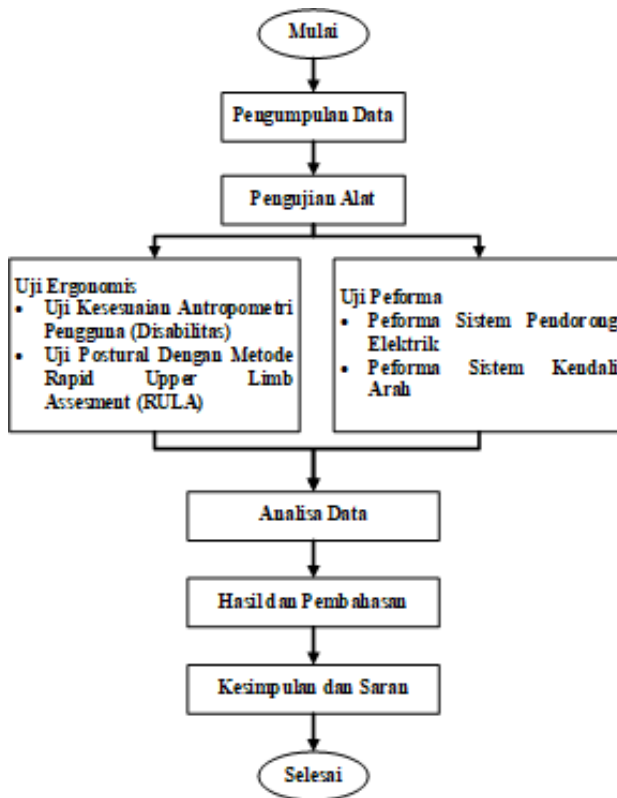 Mulai
Pengumpulan Data
Pengujian Alat
Uji Ergonomis
• Uji Kesesuaian Antropometri
Pengguna (Disabilitas)
• Uji Postural Dengan Metode
Rapid Upper Limb
Assesment (RULA)
Uji Peforma
• Peforma Sistem Pendorong
Elektrik
• Peforma Sistem Kendali
Arah
Analisa Data
Hasil dan Pembahasan
Kesimpulan dan Saran
Selesai